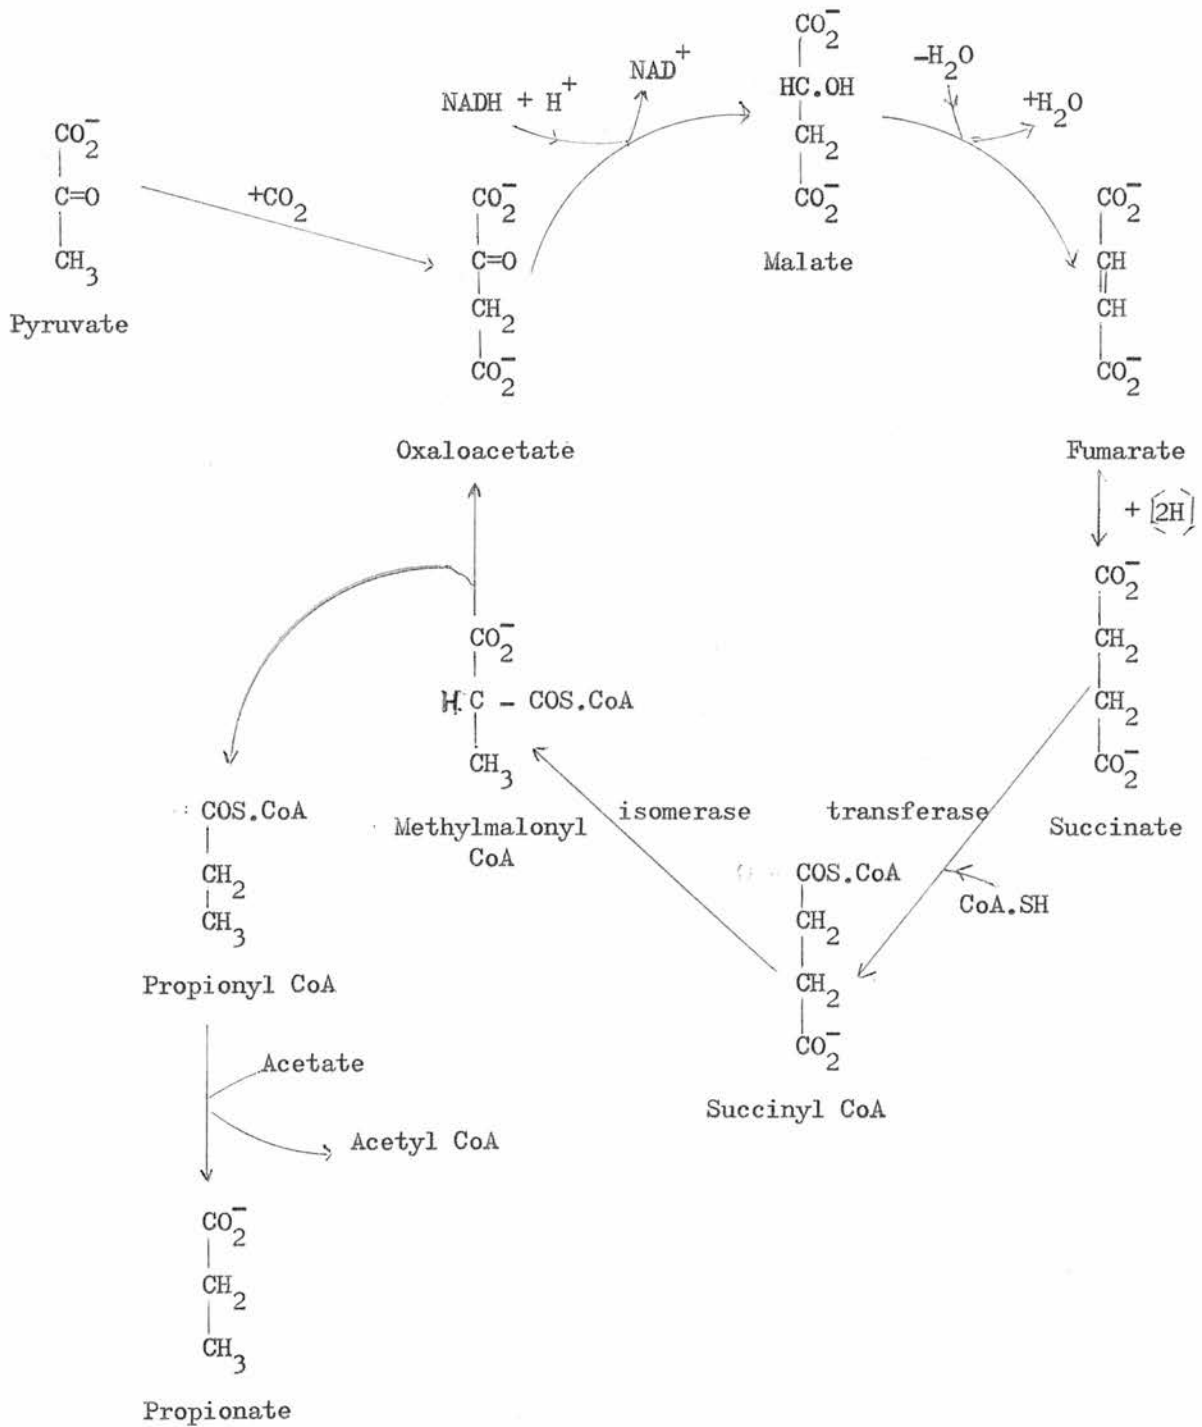 CO2-
C=O
CH3
Pyruvate
+CO2
CO2-
C=O
CH2
CO2-
Oxaloacetate
NADH + H+
NAD+
CO2-
HC.OH
CH2
CO2-
Malate
-H2O
+H2O
CO2-
CH
CH
CO2-
Fumarate
+ [2H]
CO2-
CH2
CH2
CO2-
Succinate
transferase
CoA.SH
COS.CoA
CH2
CH2
CO2-
Succinyl CoA
isomerase
CO2-
H.C - COS.CoA
CH3
Methylmalonyl
CoA
COS.CoA
CH2
CH3
Propionyl CoA
Acetate
Acetyl CoA
CO2-
CH2
CH3
Propionate